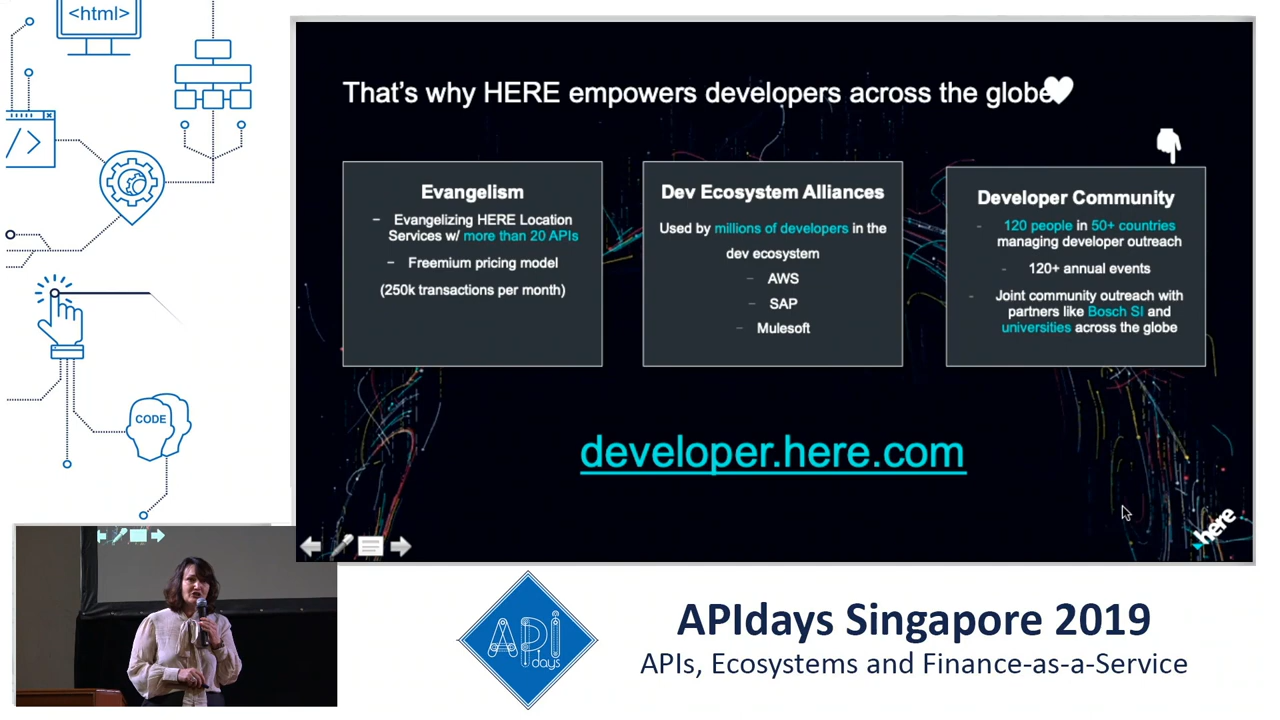 <html>
</>
CODE
That's why HERE empowers developers across the globe
Evangelism
– Evangelizing HERE Location
Services w/ more than 20 APIs
– Freemium pricing model
(250k transactions per month)
Dev Ecosystem Alliances
Used by millions of developers in the
dev ecosystem
– AWS
– SAP
– Mulesoft
Developer Community
– 120 people in 50+ countries
managing developer outreach
– 120+ annual events
– Joint community outreach with
partners like Bosch SI and
universities across the globe
developer.here.com
here
API
days
APIdays Singapore 2019
APIs, Ecosystems and Finance-as-a-Service